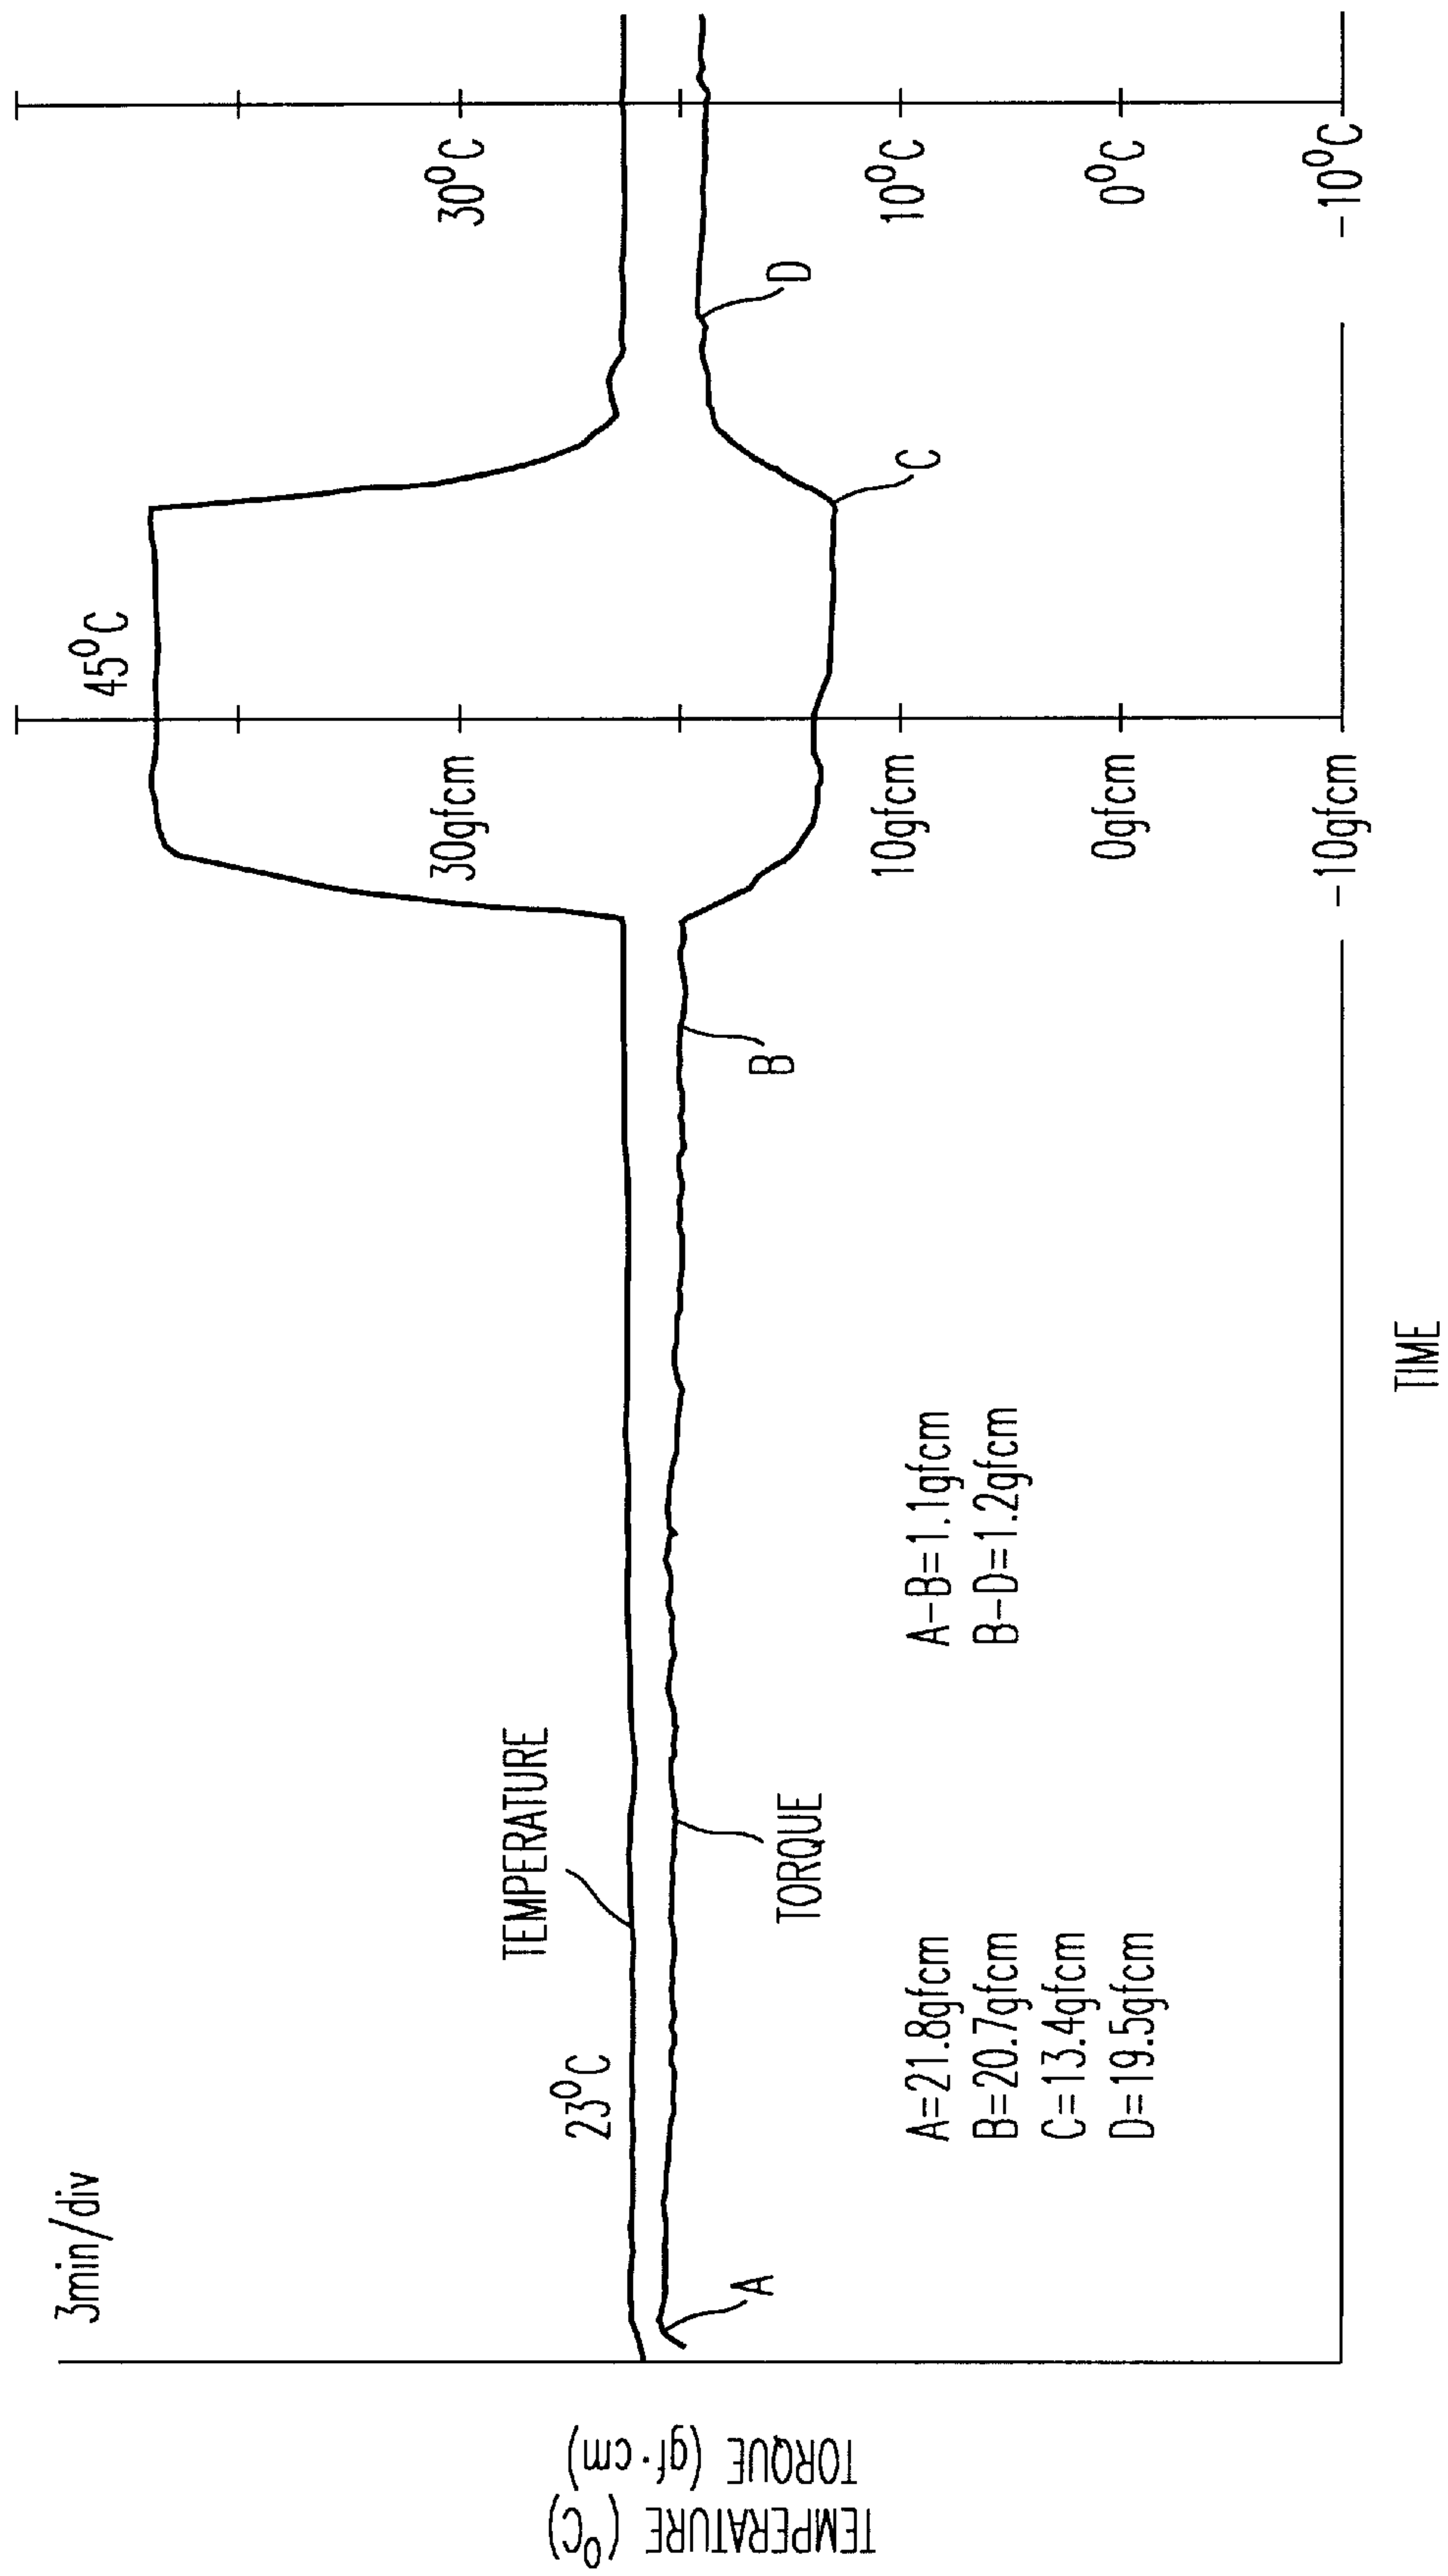 3min/div
TEMPERATURE (°C)
TORQUE (gf·cm)
23°C
TEMPERATURE
45°C
A
TORQUE
B
C
D
30gfcm
10gfcm
0gfcm
-10gfcm
30°C
10°C
0°C
-10°C
A=21.8gfcm
B=20.7gfcm
C=13.4gfcm
D=19.5gfcm
A-B=1.1gfcm
B-D=1.2gfcm
TIME